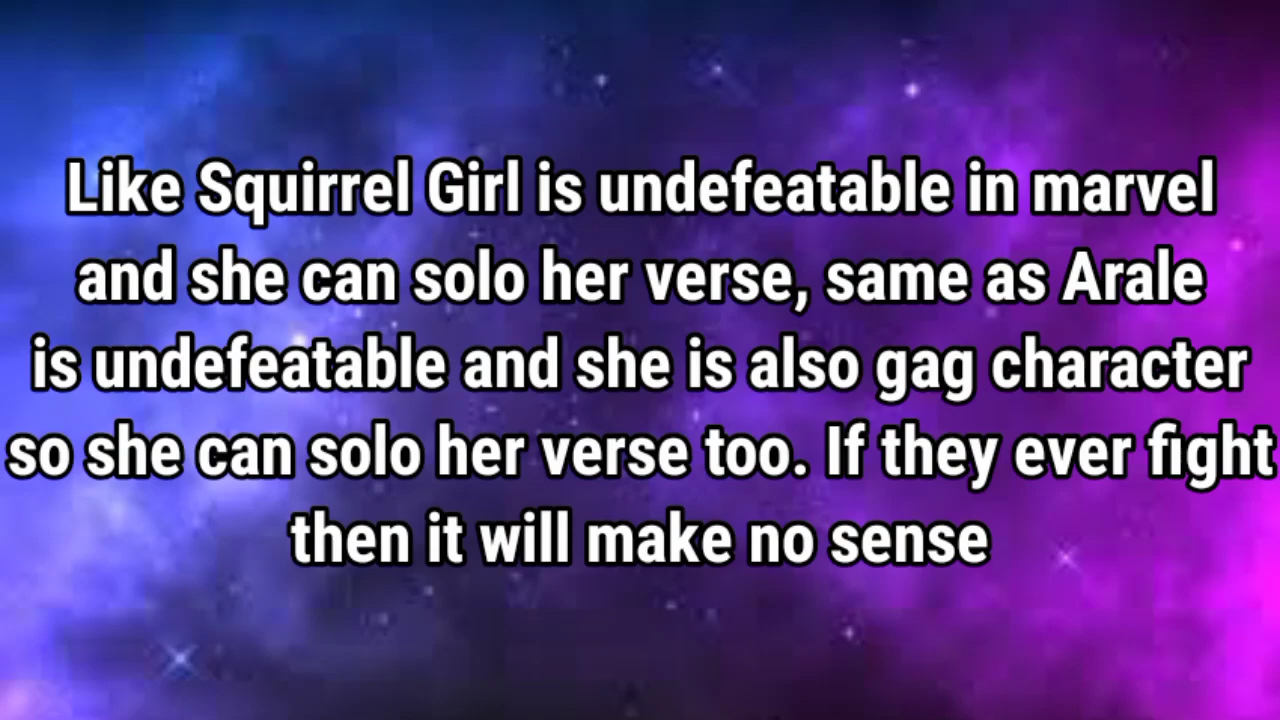 Like Squirrel Girl is undefeatable in marvel
and she can solo her verse, same as Arale
is undefeatable and she is also gag character
so she can solo her verse too. If they ever fight
then it will make no sense